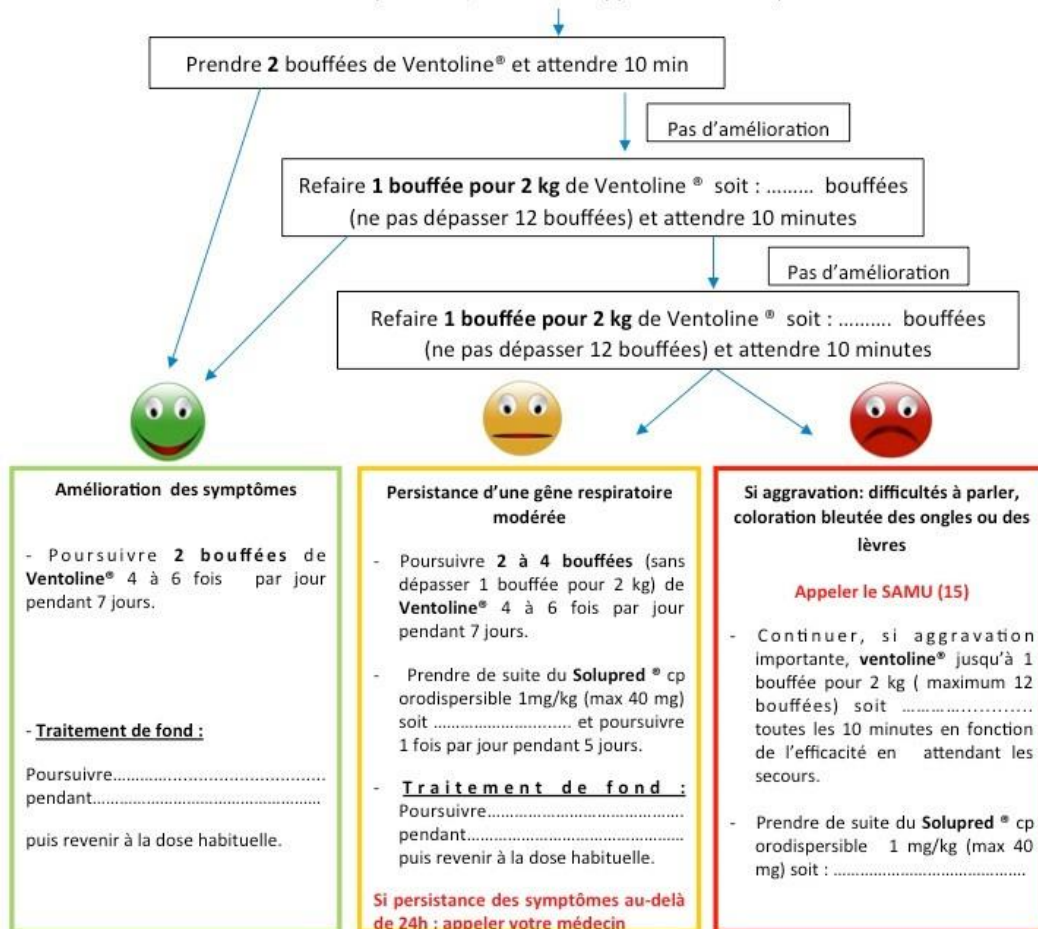 Prendre 2 bouffées de Ventoline® et attendre 10 min
Pas d'amélioration
Refaire 1 bouffée pour 2 kg de Ventoline ® soit : ……... bouffées
(ne pas dépasser 12 bouffées) et attendre 10 minutes
Pas d'amélioration
Refaire 1 bouffée pour 2 kg de Ventoline ® soit : ………. bouffées
(ne pas dépasser 12 bouffées) et attendre 10 minutes
Amélioration des symptômes
- Poursuivre 2 bouffées de
Ventoline® 4 à 6 fois par jour
pendant 7 jours.
- Traitement de fond :
Poursuivre…………..............................
pendant……………………………………………
puis revenir à la dose habituelle.
Persistance d'une gêne respiratoire
modérée
- Poursuivre 2 à 4 bouffées (sans
dépasser 1 bouffée pour 2 kg) de
Ventoline® 4 à 6 fois par jour
pendant 7 jours.
- Prendre de suite du Solupred ® cp
orodispersible 1mg/kg (max 40 mg)
soit …………………........ et poursuivre
1 fois par jour pendant 5 jours.
- Traitement de fond :
Poursuivre…………………………………….
pendant…………………………………………
puis revenir à la dose habituelle.
Si persistance des symptômes au-delà
de 24h : appeler votre médecin
Si aggravation: difficultés à parler,
coloration bleutée des ongles ou des
lèvres
Appeler le SAMU (15)
- Continuer, si aggravation
importante, ventoline® jusqu'à 1
bouffée pour 2 kg ( maximum 12
bouffées) soit …………..............
toutes les 10 minutes en fonction
de l'efficacité en attendant les
secours.
- Prendre de suite du Solupred ® cp
orodispersible 1 mg/kg (max 40
mg) soit : …………………………………….